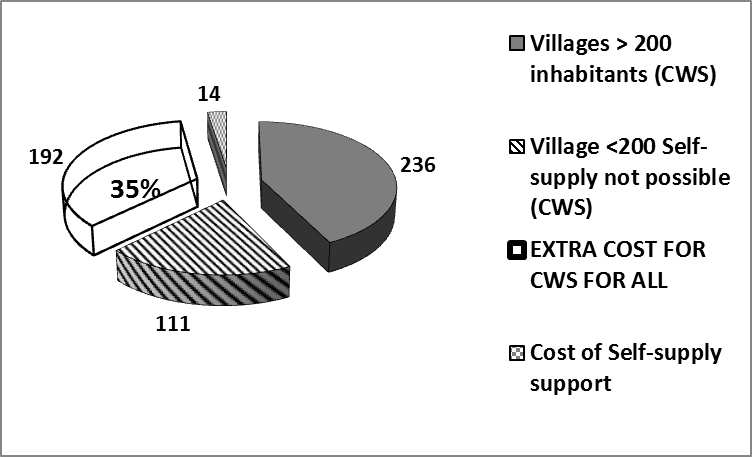 14
192
236
35%
111
Villages > 200
inhabitants (CWS)
Village <200 Self-
supply not possible
(CWS)
EXTRA COST FOR
CWS FOR ALL
Cost of Self-supply
support